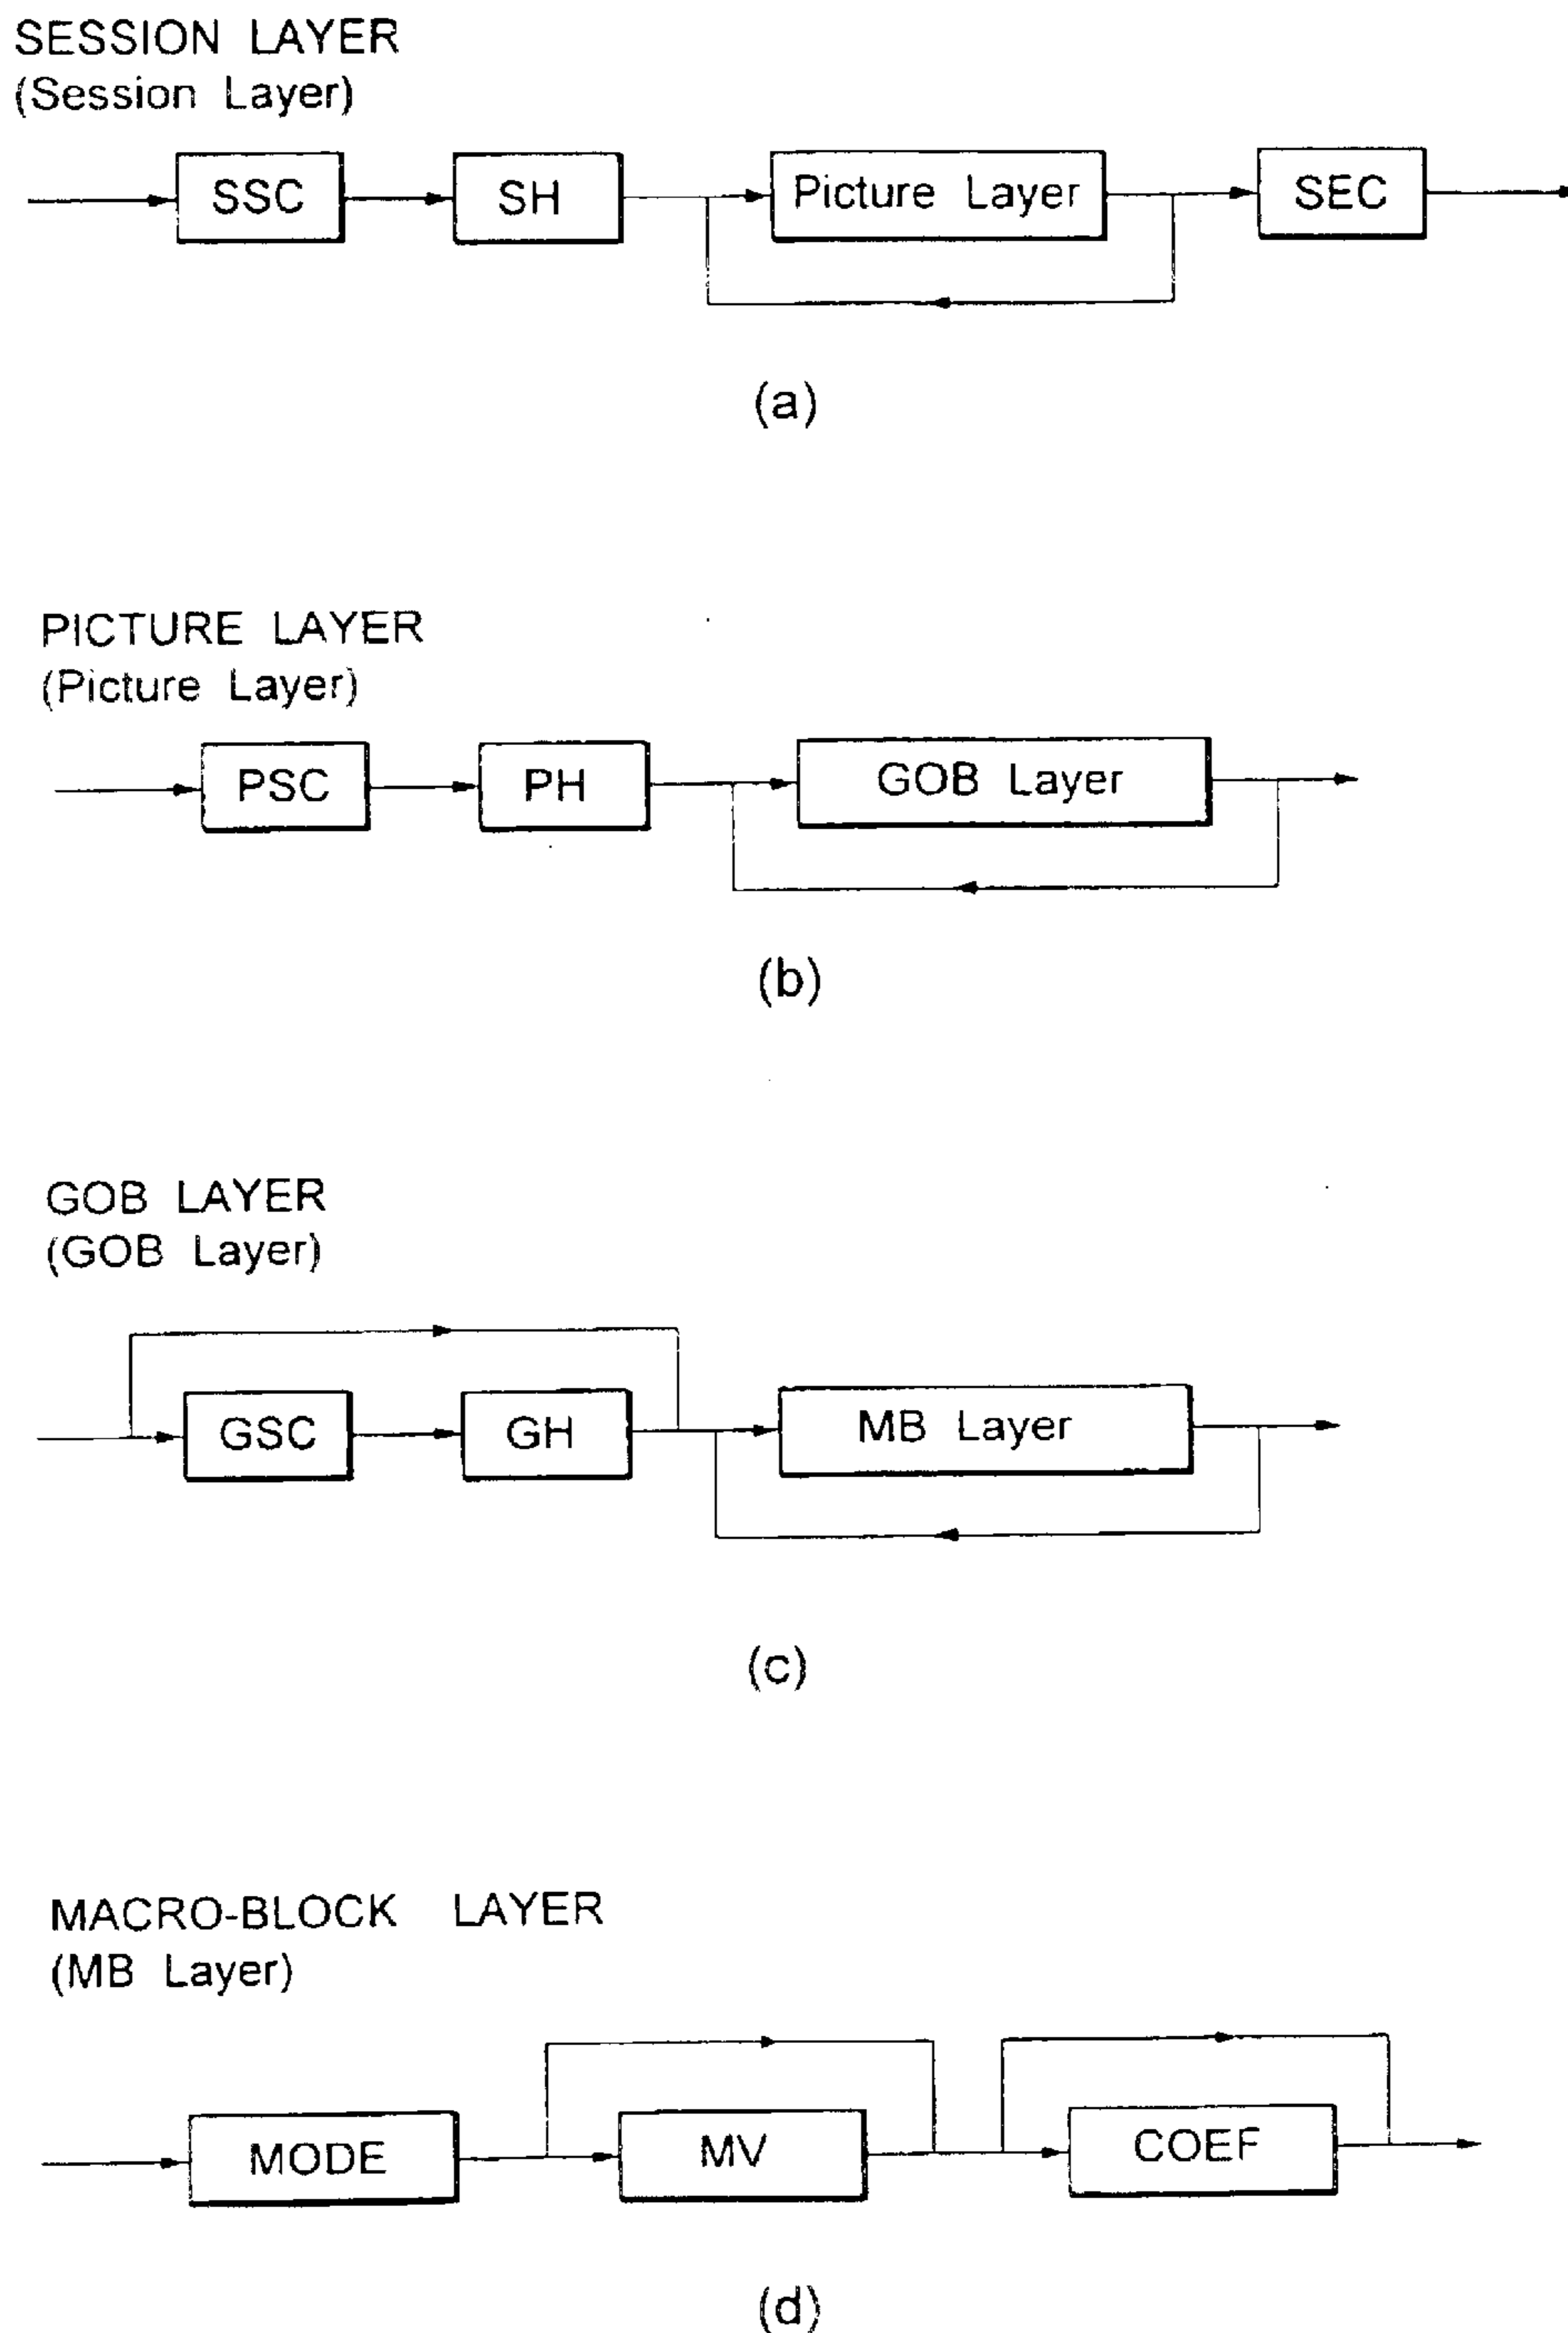 SESSION LAYER
(Session Layer)
SSC SH Picture Layer SEC
(a)
PICTURE LAYER
(Picture Layer)
PSC PH GOB Layer
(b)
GOB LAYER
(GOB Layer)
GSC GH MB Layer
(c)
MACRO-BLOCK LAYER
(MB Layer)
MODE MV COEF
(d)